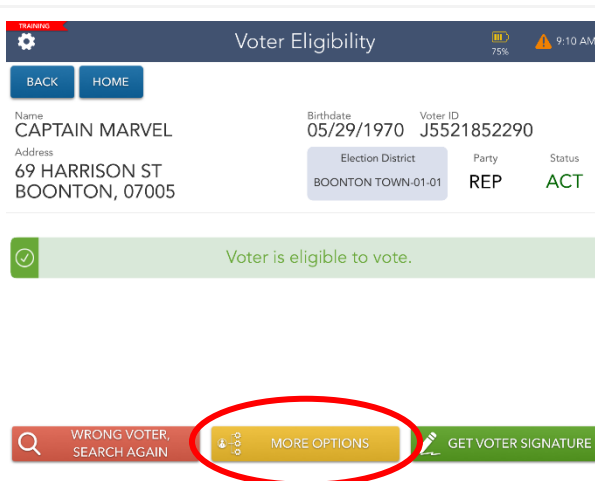 TRAINING
Voter Eligibility
75%
9:10 AM
BACK
HOME
Name
CAPTAIN MARVEL
Birthdate
05/29/1970
Voter ID
J5521852290
Address
69 HARRISON ST
BOONTON, 07005
Election District
BOONTON TOWN-01-01
Party
REP
Status
ACT
Voter is eligible to vote.
WRONG VOTER,
SEARCH AGAIN
MORE OPTIONS
GET VOTER SIGNATURE